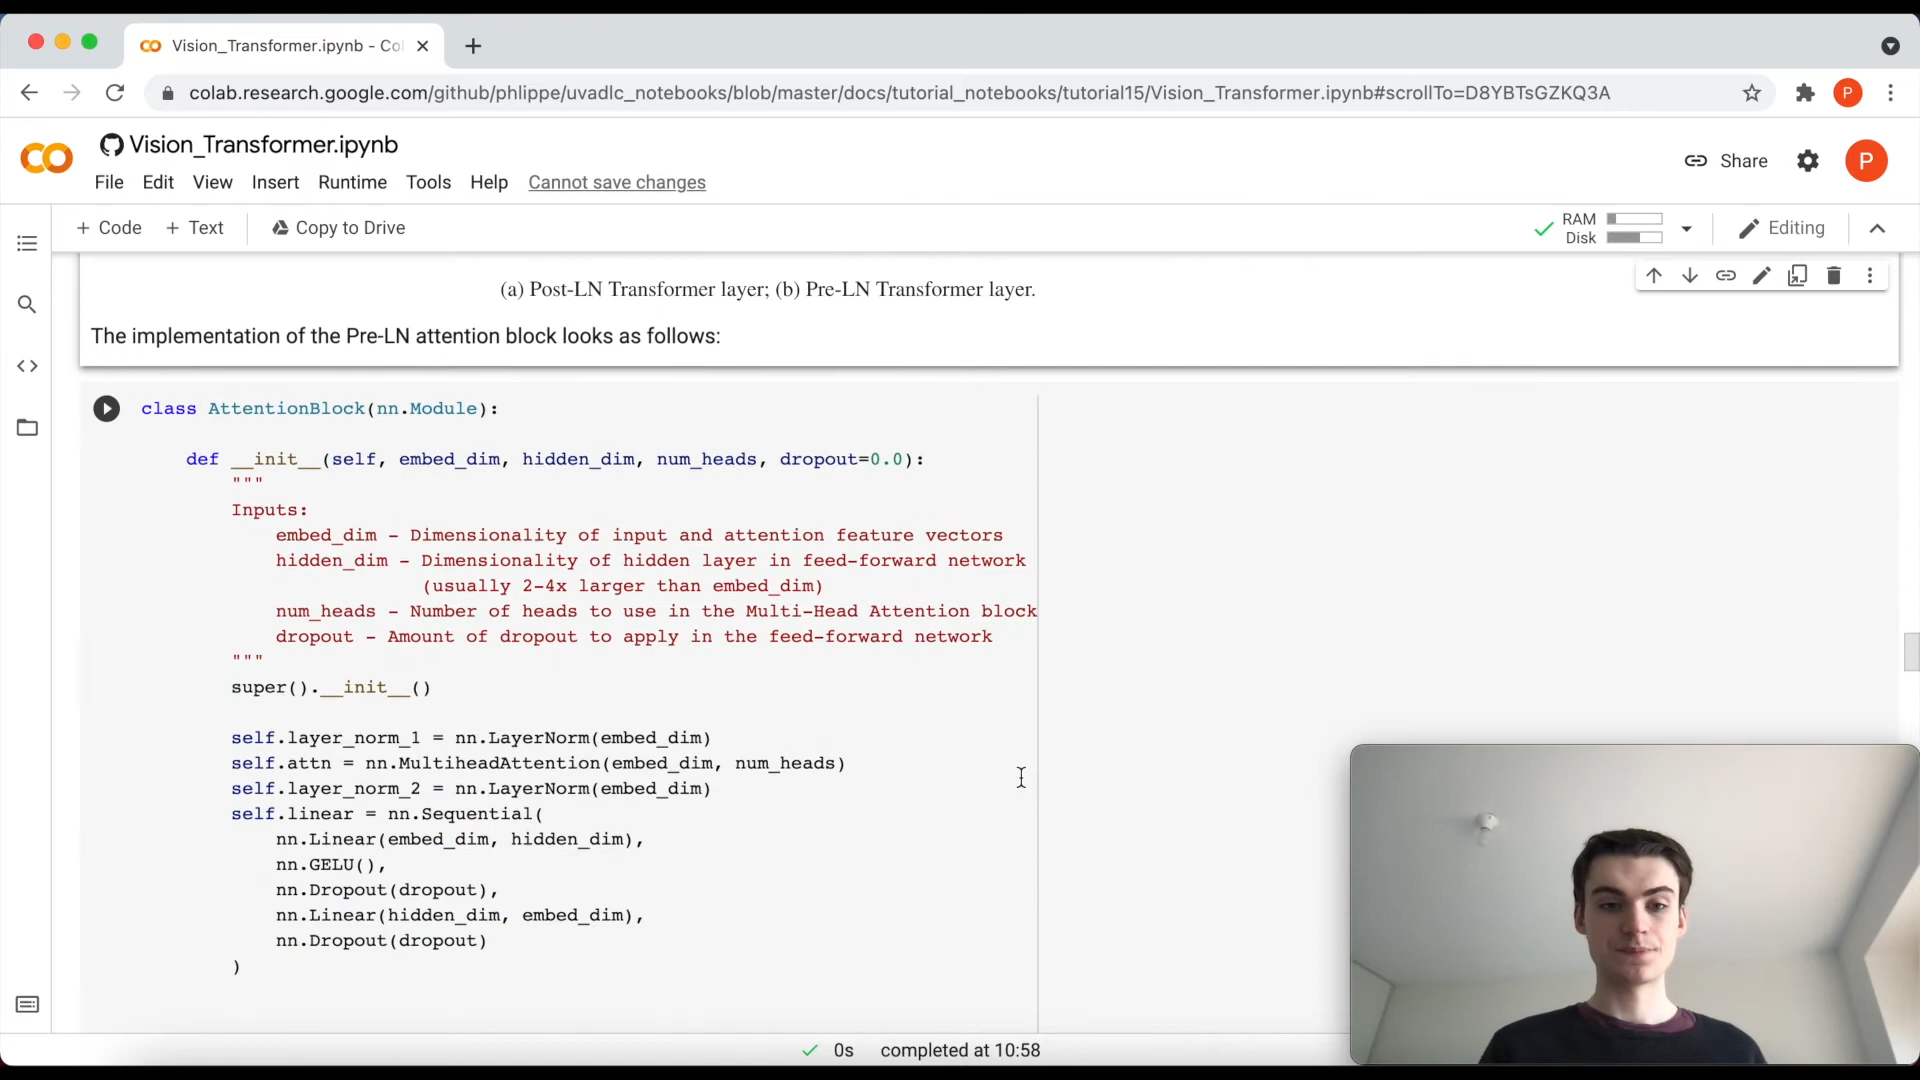 Vision_Transformer.ipynb - Co
colab.research.google.com/github/phlippe/uvadlc_notebooks/blob/master/docs/tutorial_notebooks/tutorial15/Vision_Transformer.ipynb#scrollTo=D8YBTsGZKQ3A
P
Vision_Transformer.ipynb
Share
P
File Edit View Insert Runtime Tools Help Cannot save changes
+ Code + Text Copy to Drive
RAM
Disk
Editing
(a) Post-LN Transformer layer; (b) Pre-LN Transformer layer.
The implementation of the Pre-LN attention block looks as follows:
class AttentionBlock(nn.Module):
def __init__(self, embed_dim, hidden_dim, num_heads, dropout=0.0):
"""
Inputs:
embed_dim - Dimensionality of input and attention feature vectors
hidden_dim - Dimensionality of hidden layer in feed-forward network
(usually 2-4x larger than embed_dim)
num_heads - Number of heads to use in the Multi-Head Attention block
dropout - Amount of dropout to apply in the feed-forward network
"""
super().__init__()
self.layer_norm_1 = nn.LayerNorm(embed_dim)
self.attn = nn.MultiheadAttention(embed_dim, num_heads)
self.layer_norm_2 = nn.LayerNorm(embed_dim)
self.linear = nn.Sequential(
nn.Linear(embed_dim, hidden_dim),
nn.GELU(),
nn.Dropout(dropout),
nn.Linear(hidden_dim, embed_dim),
nn.Dropout(dropout)
)
0s completed at 10:58